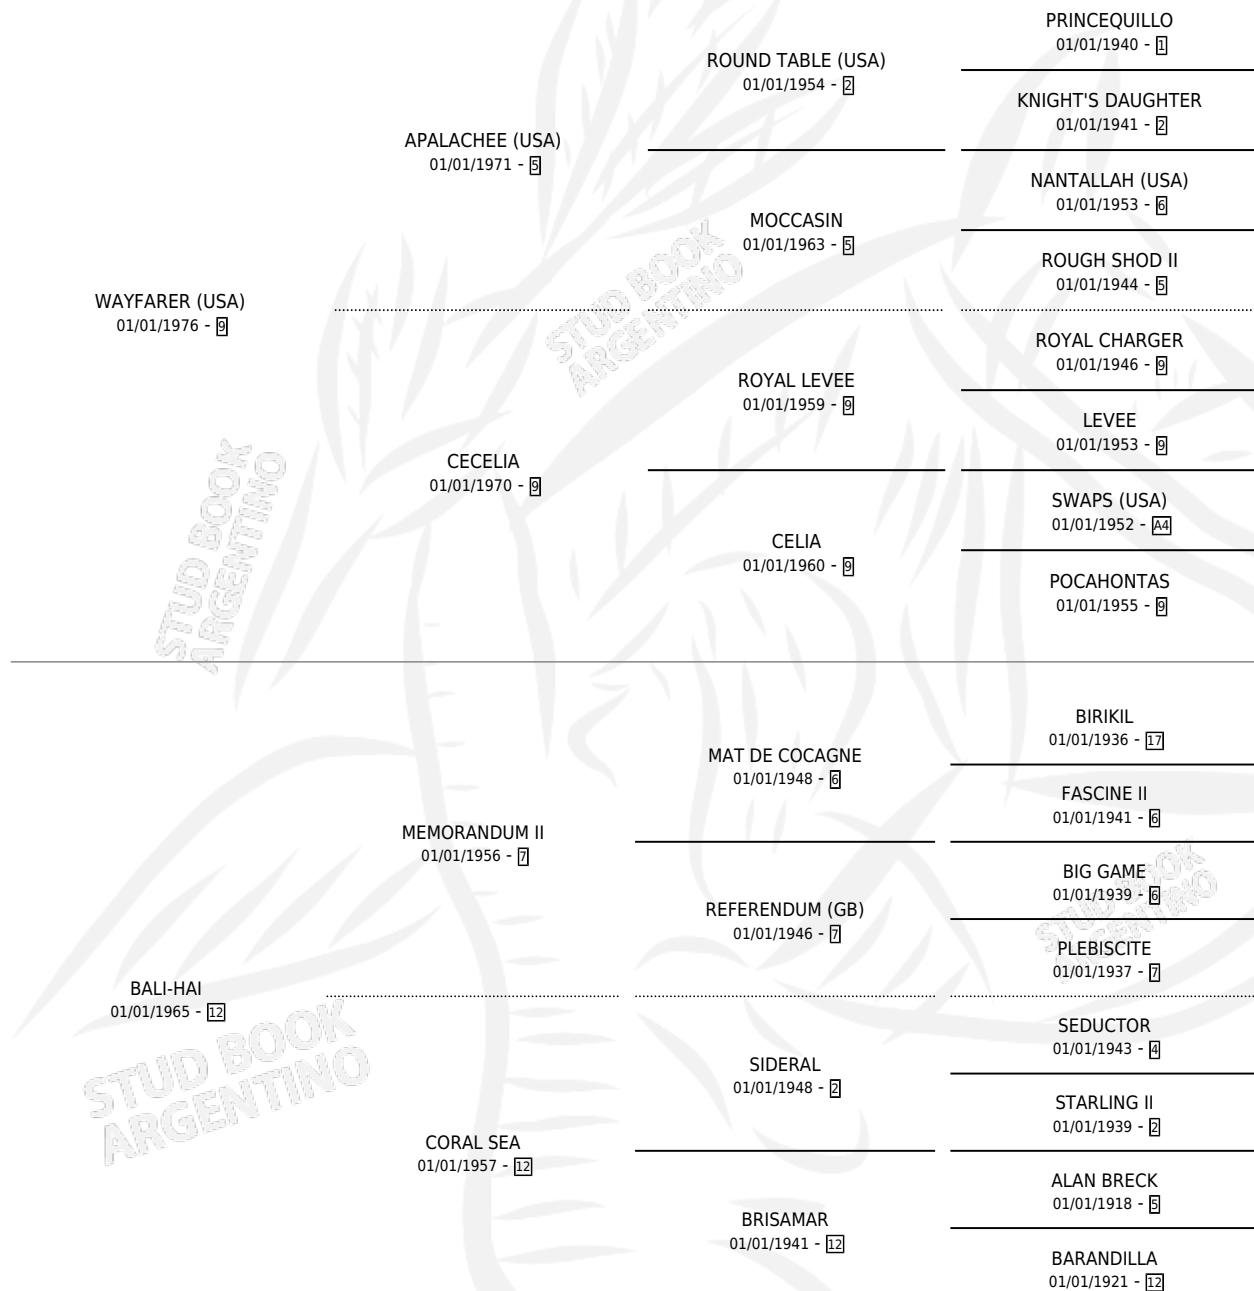 PRINCEQUILLO
01/01/1940 - 1
ROUND TABLE (USA)
01/01/1954 - 2
KNIGHT'S DAUGHTER
01/01/1941 - 2
APALACHEE (USA)
01/01/1971 - 5
NANTALLAH (USA)
01/01/1953 - 6
MOCCASIN
01/01/1963 - 5
ROUGH SHOD II
01/01/1944 - 5
WAYFARER (USA)
01/01/1976 - 9
ROYAL CHARGER
01/01/1946 - 9
ROYAL LEVEE
01/01/1959 - 9
LEVEE
01/01/1953 - 9
CECELIA
01/01/1970 - 9
SWAPS (USA)
01/01/1952 - A4
CELIA
01/01/1960 - 9
POCAHONTAS
01/01/1955 - 9
BIRIKIL
01/01/1936 - 17
MAT DE COCAGNE
01/01/1948 - 6
FASCINE II
01/01/1941 - 6
MEMORANDUM II
01/01/1956 - 7
BIG GAME
01/01/1939 - 6
REFERENDUM (GB)
01/01/1946 - 7
PLEBISCITE
01/01/1937 - 7
BALI-HAI
01/01/1965 - 12
SEDUCTOR
01/01/1943 - 4
SIDERAL
01/01/1948 - 2
STARLING II
01/01/1939 - 2
CORAL SEA
01/01/1957 - 12
ALAN BRECK
01/01/1918 - 5
BRISAMAR
01/01/1941 - 12
BARANDILLA
01/01/1921 - 12
STUD BOOK
ARGENTINO
STUD BOOK
ARGENTINO
STUD BOOK
ARGENTINO
STUD BOOK
ARGENTINO